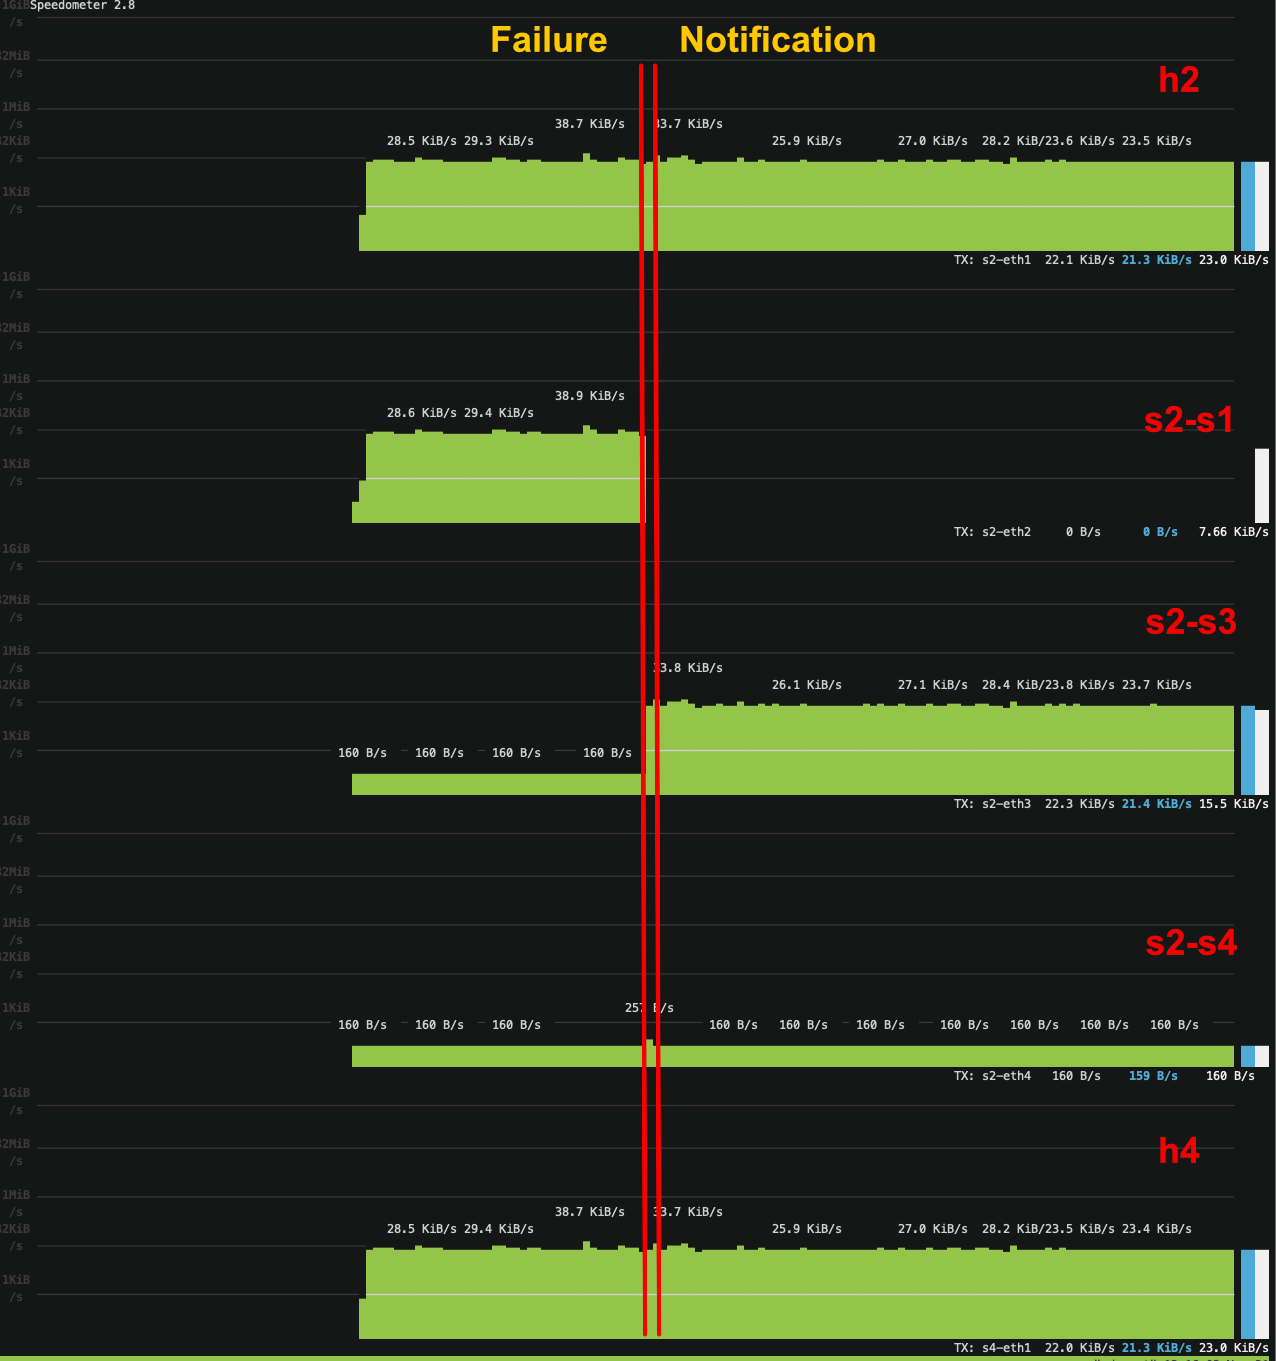 1GiB Speedometer 2.8
/s
Failure Notification
32MiB
/s
h2
1MiB
/s 38.7 KiB/s 33.7 KiB/s
32KiB 28.5 KiB/s 29.3 KiB/s 25.9 KiB/s 27.0 KiB/s 28.2 KiB/23.6 KiB/s 23.5 KiB/s
/s
1KiB
/s
TX: s2-eth1 22.1 KiB/s 21.3 KiB/s 23.0 KiB/s
1GiB
/s
32MiB
/s
1MiB
/s 38.9 KiB/s
32KiB 28.6 KiB/s 29.4 KiB/s
s2-s1
/s
1KiB
/s
TX: s2-eth2 0 B/s 0 B/s 7.66 KiB/s
1GiB
/s
32MiB
/s
s2-s3
1MiB
/s 33.8 KiB/s
32KiB 26.1 KiB/s 27.1 KiB/s 28.4 KiB/23.8 KiB/s 23.7 KiB/s
/s
1KiB
/s 160 B/s 160 B/s 160 B/s 160 B/s
TX: s2-eth3 22.3 KiB/s 21.4 KiB/s 15.5 KiB/s
1GiB
/s
32MiB
/s
1MiB
/s
s2-s4
32KiB
/s
1KiB 257 B/s
/s 160 B/s 160 B/s 160 B/s 160 B/s 160 B/s 160 B/s 160 B/s 160 B/s 160 B/s 160 B/s
TX: s2-eth4 160 B/s 159 B/s 160 B/s
1GiB
/s
32MiB
/s
h4
1MiB
/s 38.7 KiB/s 33.7 KiB/s
32KiB 28.5 KiB/s 29.4 KiB/s 25.9 KiB/s 27.0 KiB/s 28.2 KiB/23.5 KiB/s 23.4 KiB/s
/s
1KiB
/s
TX: s4-eth1 22.0 KiB/s 21.3 KiB/s 23.0 KiB/s